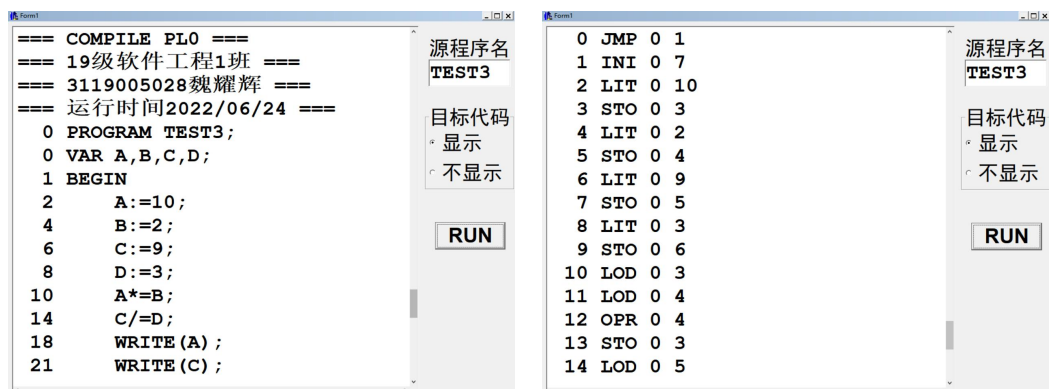 Form1
=== COMPILE PL0 ===
=== 19级软件工程1班 ===
=== 3119005028魏耀辉 ===
=== 运行时间2022/06/24 ===
0 PROGRAM TEST3;
0 VAR A,B,C,D;
1 BEGIN
2 A:=10;
4 B:=2;
6 C:=9;
8 D:=3;
10 A*=B;
14 C/=D;
18 WRITE(A);
21 WRITE(C);
源程序名
TEST3
目标代码
显示
不显示
RUN
Form1
0 JMP 0 1
1 INI 0 7
2 LIT 0 10
3 STO 0 3
4 LIT 0 2
5 STO 0 4
6 LIT 0 9
7 STO 0 5
8 LIT 0 3
9 STO 0 6
10 LOD 0 3
11 LOD 0 4
12 OPR 0 4
13 STO 0 3
14 LOD 0 5
源程序名
TEST3
目标代码
显示
不显示
RUN